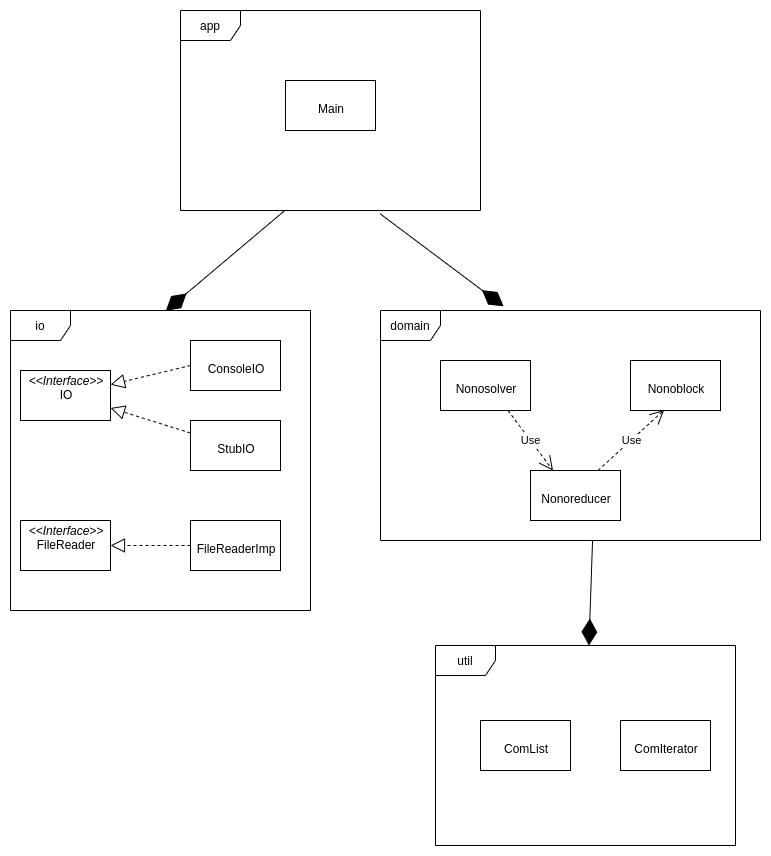 app
Main
io
<<Interface>>
IO
ConsoleIO
StubIO
<<Interface>>
FileReader
FileReaderImp
domain
Nonosolver
Nonoblock
Use
Use
Nonoreducer
util
ComList
ComIterator